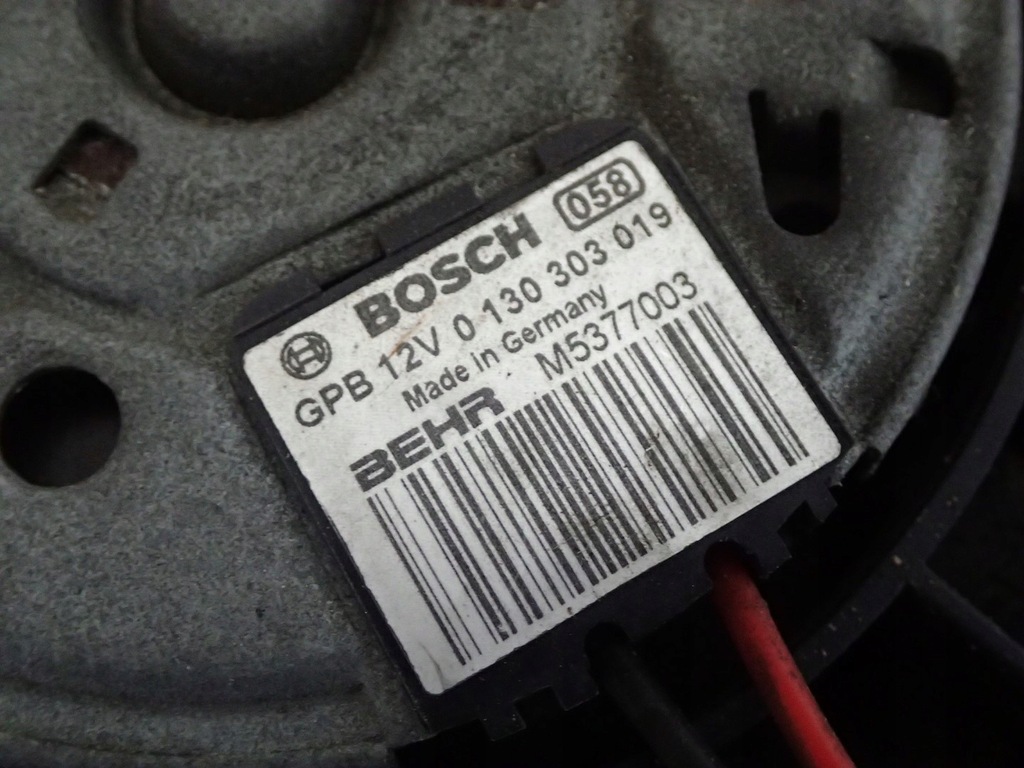 BOSCH 058
GPB 12V 0 130 303 019
Made in Germany
BEHR M5377003